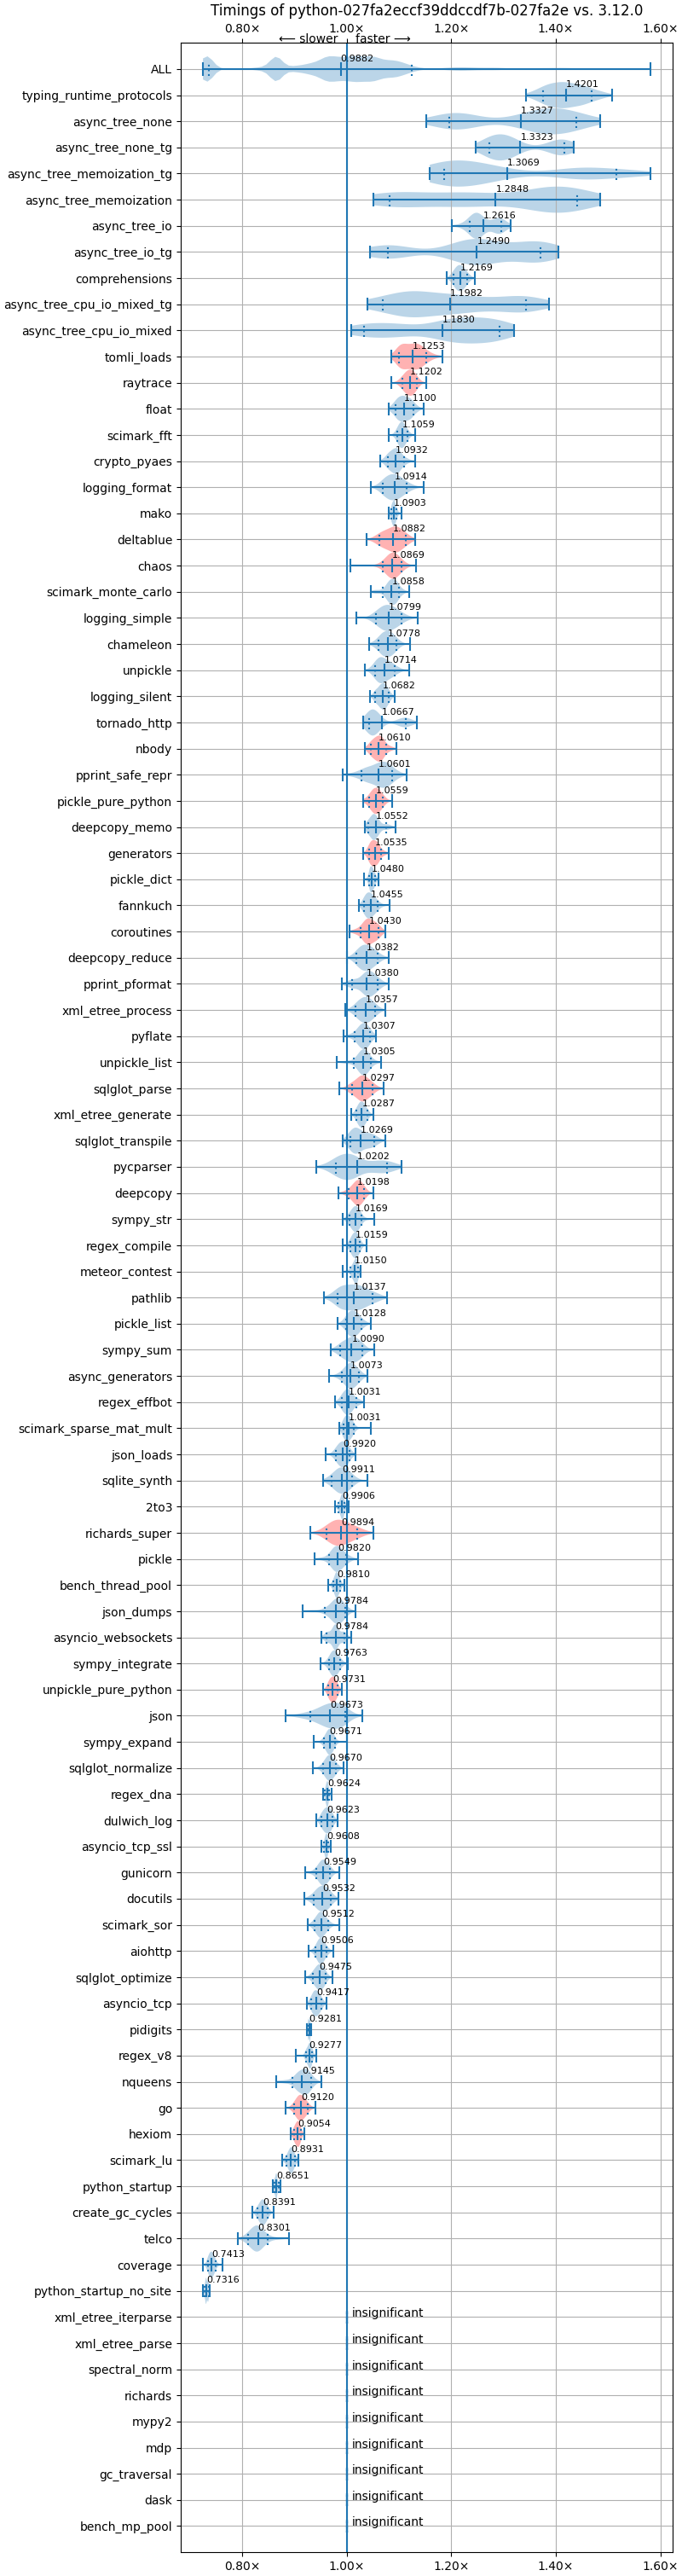 Timings of python-027fa2eccf39ddccdf7b-027fa2e vs. 3.12.0
0.80× 1.00× 1.20× 1.40× 1.60×
⟵ slower faster ⟶
ALL 0.9882
typing_runtime_protocols 1.4201
async_tree_none 1.3327
async_tree_none_tg 1.3323
async_tree_memoization_tg 1.3069
async_tree_memoization 1.2848
async_tree_io 1.2616
async_tree_io_tg 1.2490
comprehensions 1.2169
async_tree_cpu_io_mixed_tg 1.1982
async_tree_cpu_io_mixed 1.1830
tomli_loads 1.1253
raytrace 1.1202
float 1.1100
scimark_fft 1.1059
crypto_pyaes 1.0932
logging_format 1.0914
mako 1.0903
deltablue 1.0882
chaos 1.0869
scimark_monte_carlo 1.0858
logging_simple 1.0799
chameleon 1.0778
unpickle 1.0714
logging_silent 1.0682
tornado_http 1.0667
nbody 1.0610
pprint_safe_repr 1.0601
pickle_pure_python 1.0559
deepcopy_memo 1.0552
generators 1.0535
pickle_dict 1.0480
fannkuch 1.0455
coroutines 1.0430
deepcopy_reduce 1.0382
pprint_pformat 1.0380
xml_etree_process 1.0357
pyflate 1.0307
unpickle_list 1.0305
sqlglot_parse 1.0297
xml_etree_generate 1.0287
sqlglot_transpile 1.0269
pycparser 1.0202
deepcopy 1.0198
sympy_str 1.0169
regex_compile 1.0159
meteor_contest 1.0150
pathlib 1.0137
pickle_list 1.0128
sympy_sum 1.0090
async_generators 1.0073
regex_effbot 1.0031
scimark_sparse_mat_mult 1.0031
json_loads 0.9920
sqlite_synth 0.9911
2to3 0.9906
richards_super 0.9894
pickle 0.9820
bench_thread_pool 0.9810
json_dumps 0.9784
asyncio_websockets 0.9784
sympy_integrate 0.9763
unpickle_pure_python 0.9731
json 0.9673
sympy_expand 0.9671
sqlglot_normalize 0.9670
regex_dna 0.9624
dulwich_log 0.9623
asyncio_tcp_ssl 0.9608
gunicorn 0.9549
docutils 0.9532
scimark_sor 0.9512
aiohttp 0.9506
sqlglot_optimize 0.9475
asyncio_tcp 0.9417
pidigits 0.9281
regex_v8 0.9277
nqueens 0.9145
go 0.9120
hexiom 0.9054
scimark_lu 0.8931
python_startup 0.8651
create_gc_cycles 0.8391
telco 0.8301
coverage 0.7413
python_startup_no_site 0.7316
xml_etree_iterparse insignificant
xml_etree_parse insignificant
spectral_norm insignificant
richards insignificant
mypy2 insignificant
mdp insignificant
gc_traversal insignificant
dask insignificant
bench_mp_pool insignificant
0.80× 1.00× 1.20× 1.40× 1.60×